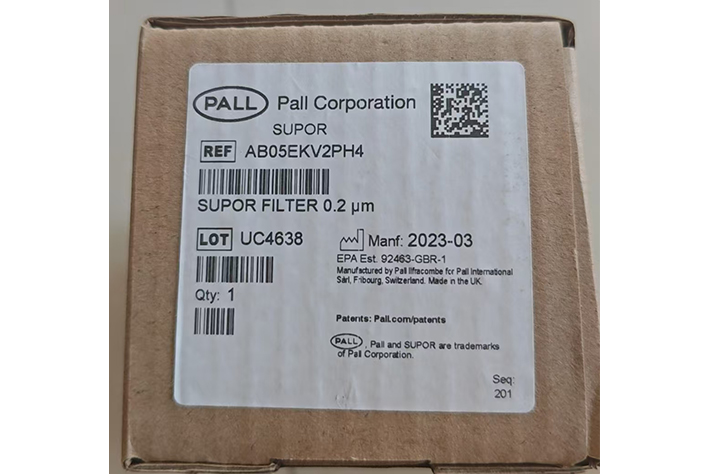 PALL Pall Corporation
SUPOR
REF AB05EKV2PH4
SUPOR FILTER 0.2 µm
LOT UC4638
Manf: 2023-03
EPA Est. 92463-GBR-1
Manufactured by Pall Ilfracombe for Pall International
Sàrl, Fribourg, Switzerland. Made in the UK.
Qty: 1
Patents: Pall.com/patents
PALL, Pall and SUPOR are trademarks
of Pall Corporation.
Seq:
201